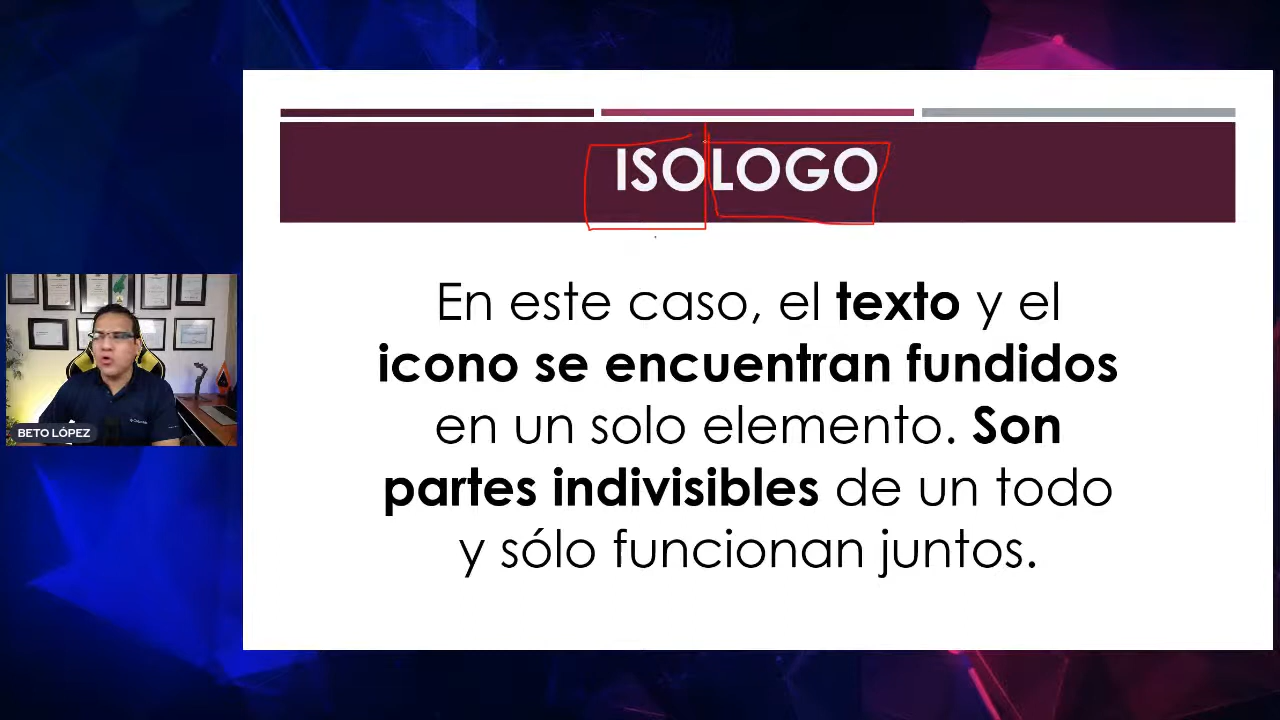 ISOLOGO
En este caso, el texto y el
icono se encuentran fundidos
en un solo elemento. Son
partes indivisibles de un todo
y sólo funcionan juntos.
BETO LÓPEZ